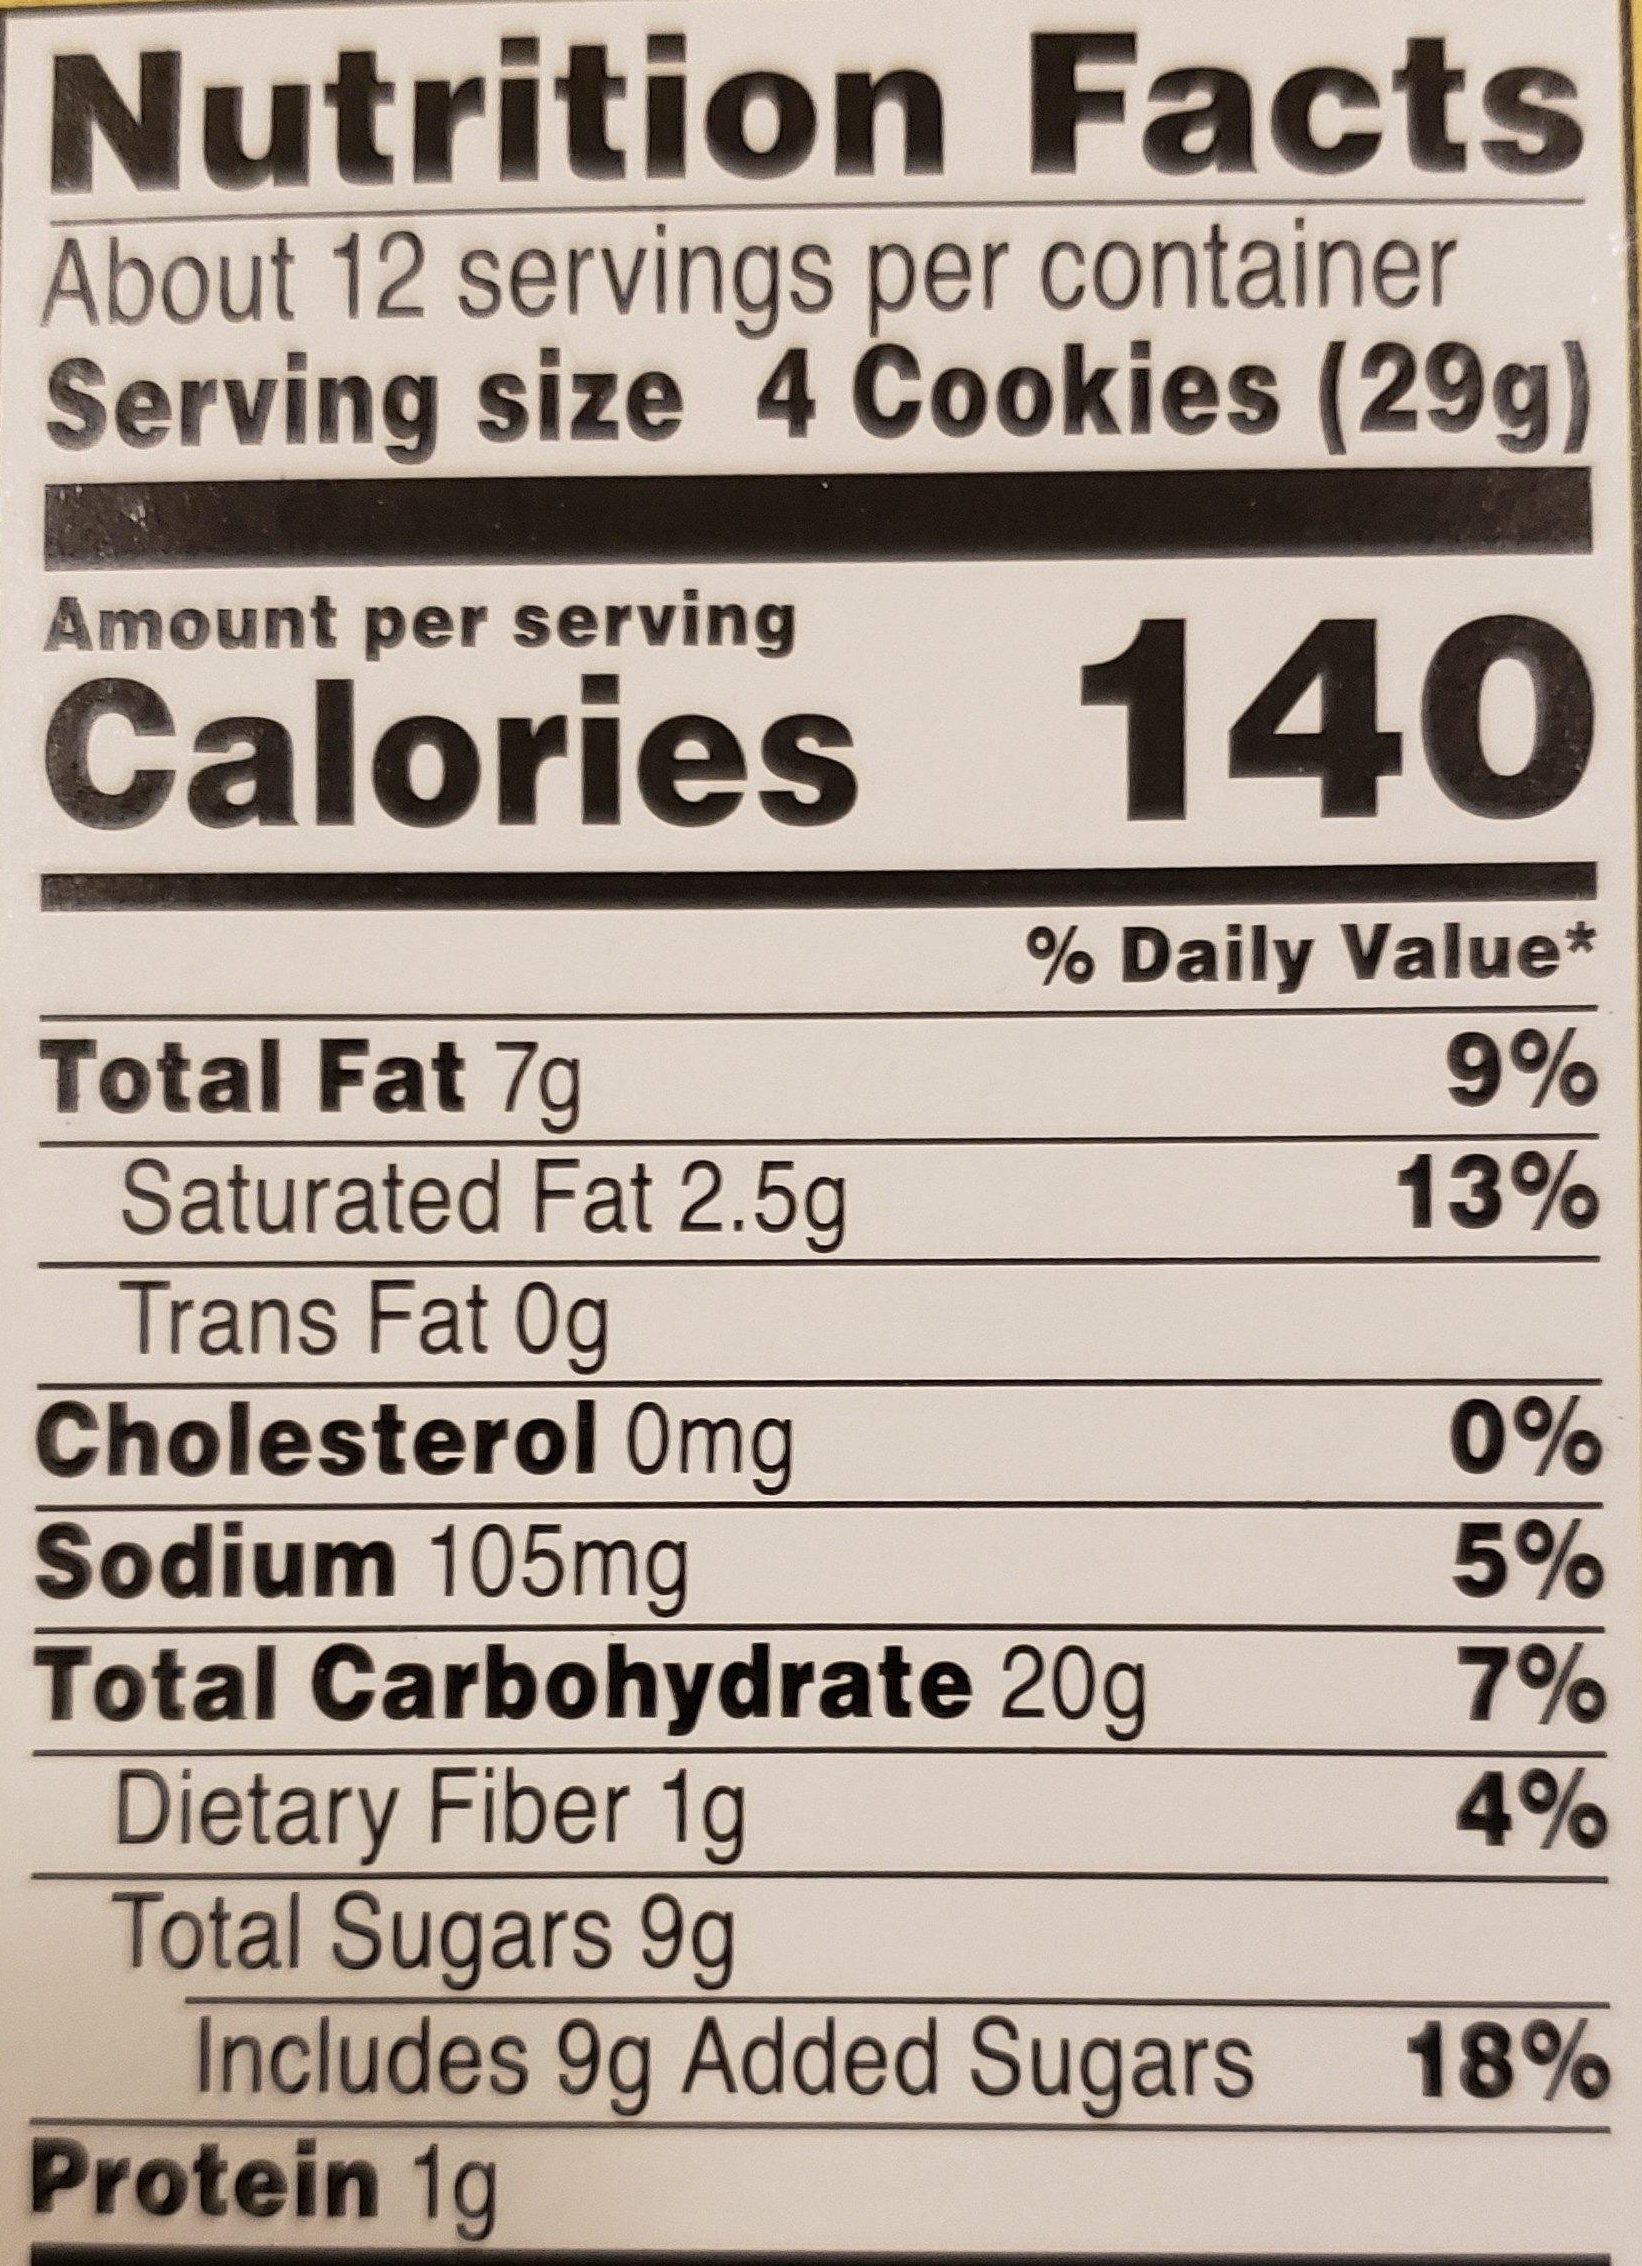 Nutrition Facts
About 12 servings per container
Serving size 4 Cookies (29g)
Amount per serving
Calories 140
% Daily Value*
Total Fat 7g 9%
Saturated Fat 2.5g 13%
Trans Fat 0g
Cholesterol 0mg 0%
Sodium 105mg 5%
Total Carbohydrate 20g 7%
Dietary Fiber 1g 4%
Total Sugars 9g
Includes 9g Added Sugars 18%
Protein 1g